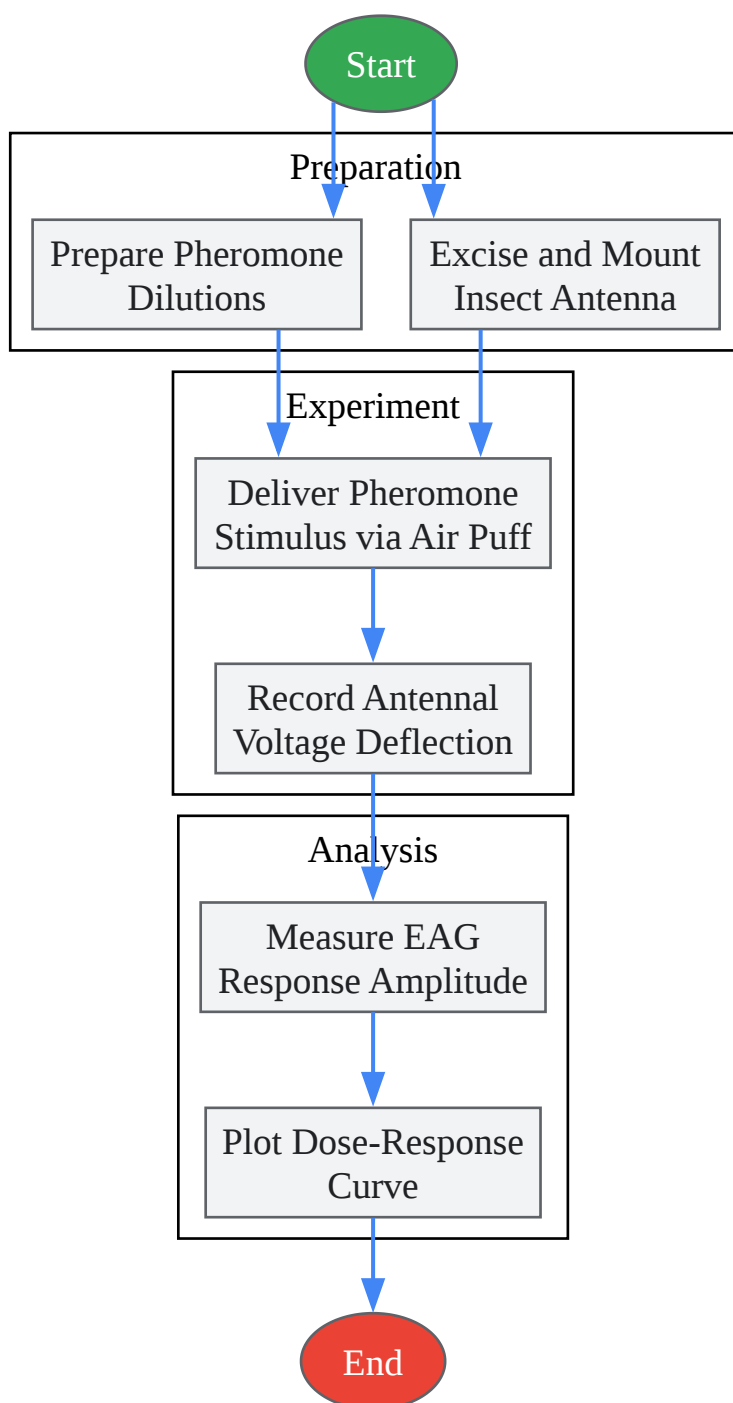 Start
Preparation
Prepare Pheromone
Dilutions
Excise and Mount
Insect Antenna
Experiment
Deliver Pheromone
Stimulus via Air Puff
Record Antennal
Voltage Deflection
Analysis
Measure EAG
Response Amplitude
Plot Dose-Response
Curve
End